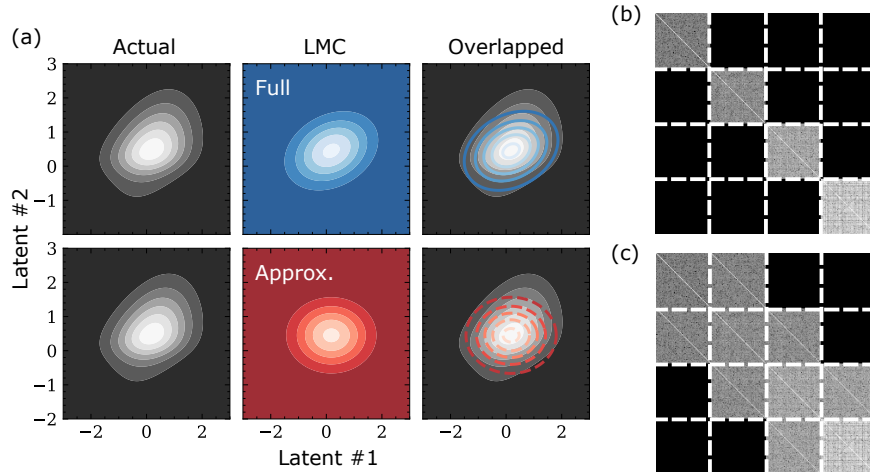 (a)
Actual LMC Overlapped
(b)
3
2
1
0
−1
Full
3
2
1
0
−1
−2
Approx.
Latent #2
−2 0 2 −2 0 2 −2 0 2
Latent #1
(c)